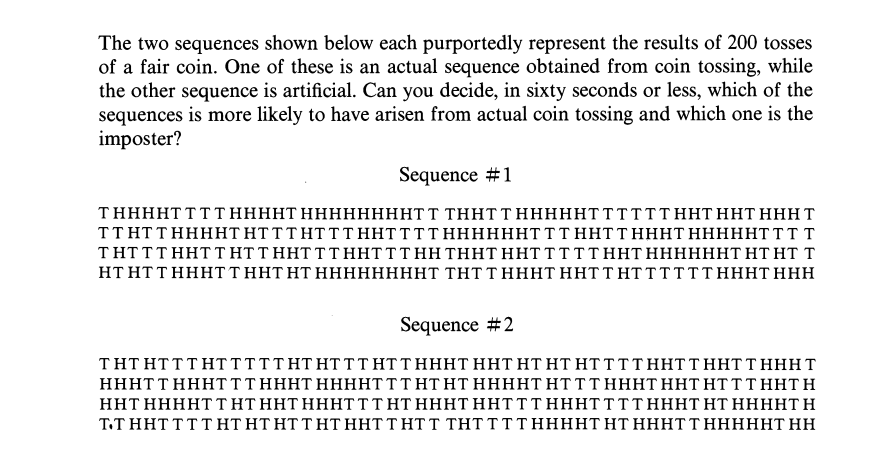 The two sequences shown below each purportedly represent the results of 200 tosses
of a fair coin. One of these is an actual sequence obtained from coin tossing, while
the other sequence is artificial. Can you decide, in sixty seconds or less, which of the
sequences is more likely to have arisen from actual coin tossing and which one is the
imposter?
Sequence #1
THHHHTTTTHHHHTHHHHHHHHTTTHHTTHHHHHTTTTTTHHTHHTHHHT
TTHTTHHHHTHTTTHTTTHHTTTTHHHHHHTTTHHTTHHHTHHHHHTTTT
THTTTHHTTHTTHHTTTHHTTTHHTHHTHHTTTTTHHTHHHHHHTHTHTT
HTHTTHHHTTHHTHTHHHHHHHHTTHTTHHHTHHTTHTTTTTTHHHTHHH
Sequence #2
THTHTTTHTTTTTHTHTTTHTTHHHTHHTHTHTHTTTTHHTTHHTTHHHT
HHHTTHHHTTTHHHTHHHHTTTHTHTHHHHTHTTTHHHTHHTHTTTHHTH
HHTHHHHTTHTHHTHHHTTTHTHHHTHHTTTHHHTTTTHHHTHTHHHHTH
TTHHTTTTHTHTHTTHTHHTTHTTTHTTTTHHHHTHTHHHTTHHHHHTHH